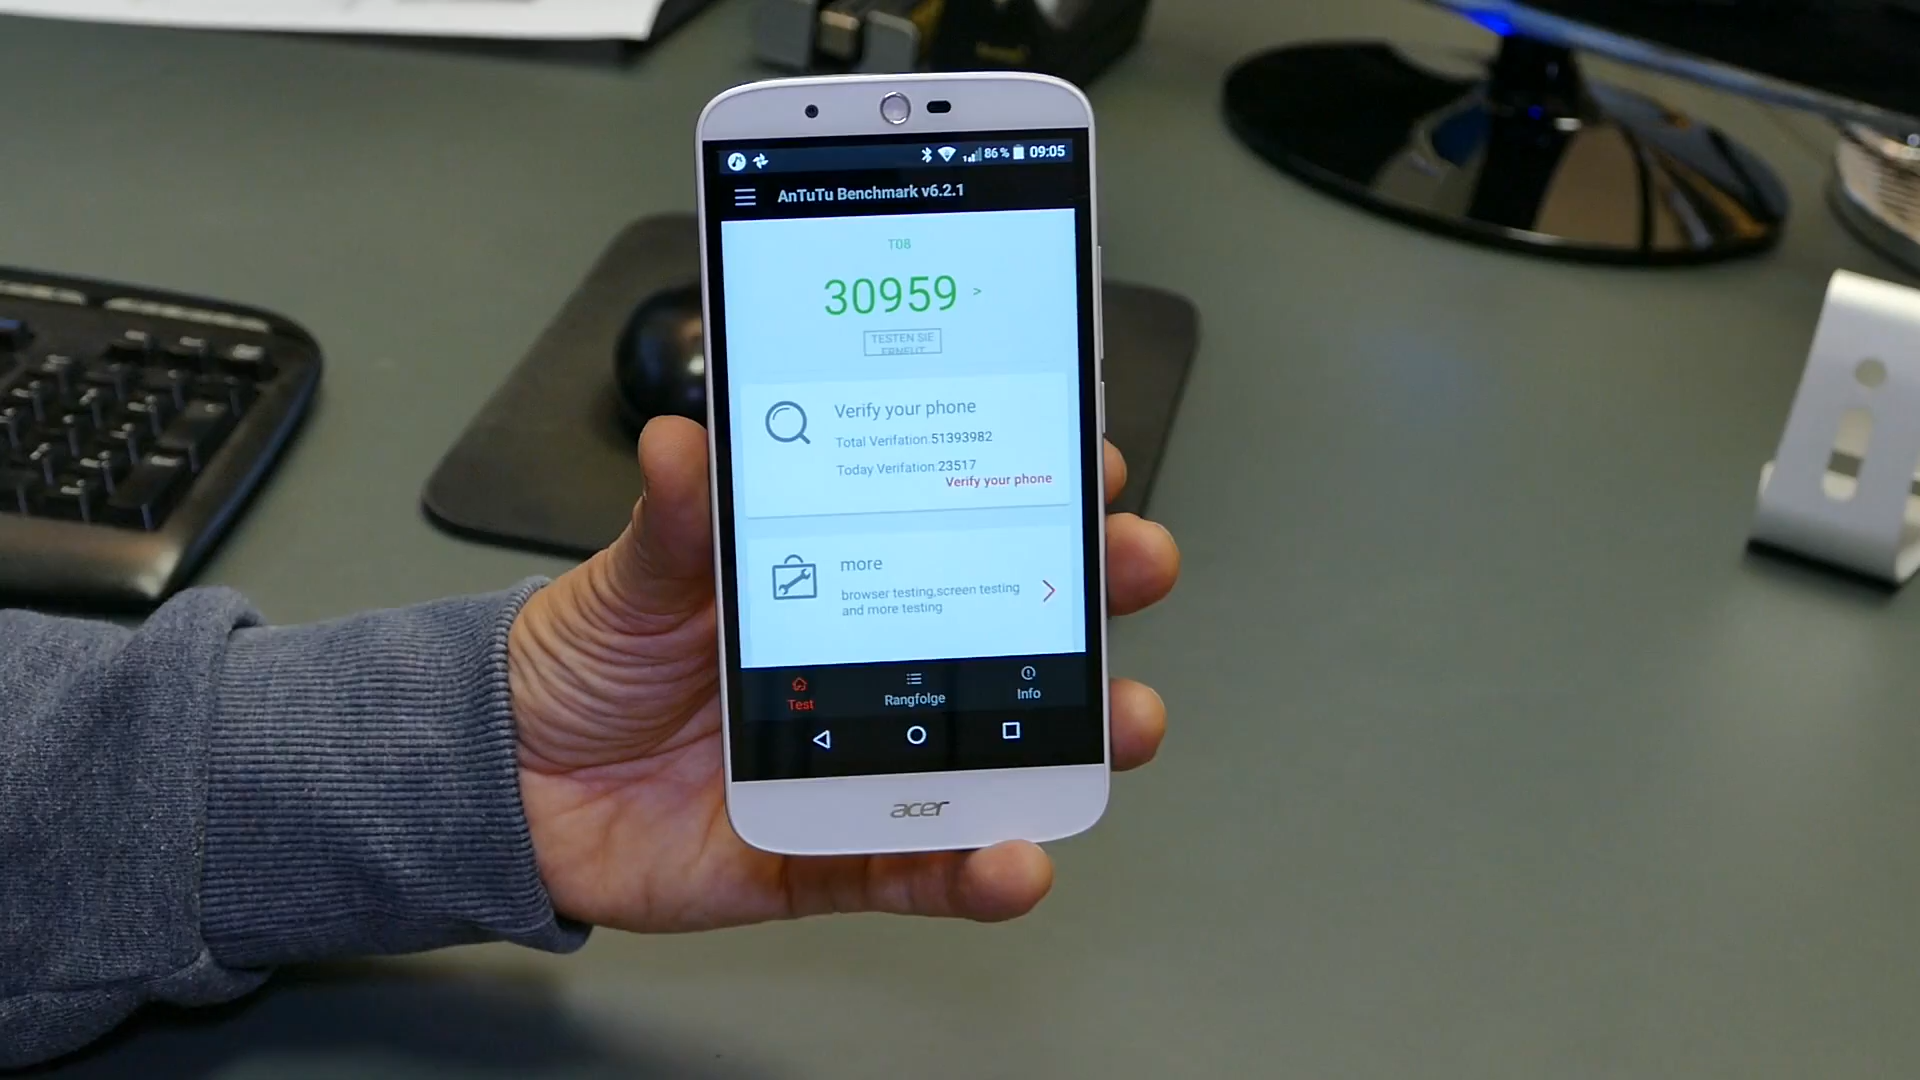 86 % 09:05
AnTuTu Benchmark v6.2.1
T08
30959 >
TESTEN SIE
ERNEUT
Verify your phone
Total Verifation:51393982
Today Verifation:23517
Verify your phone
more
browser testing,screen testing
and more testing
Test
Rangfolge
Info
acer